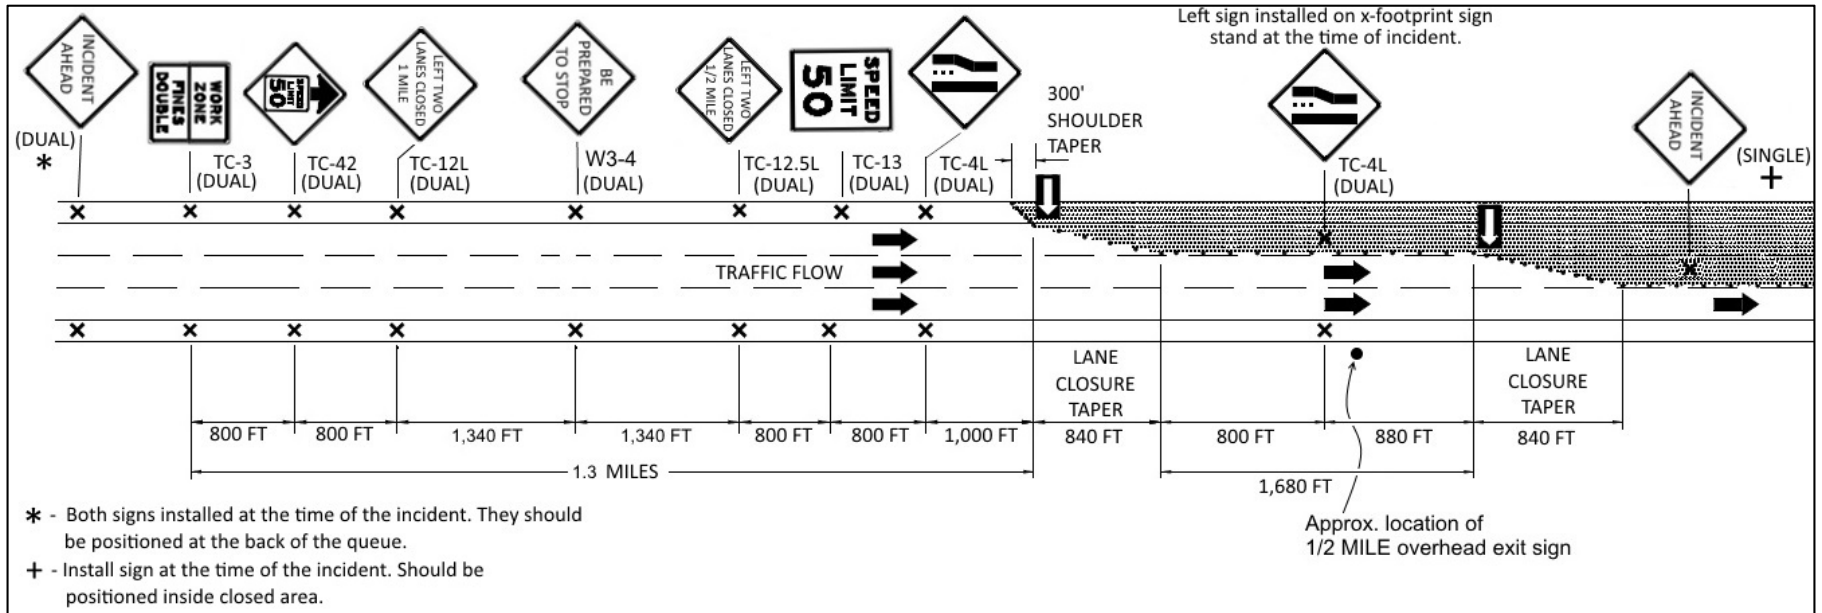 Left sign installed on x-footprint sign
stand at the time of incident.
INCIDENT
AHEAD
WORK
ZONE
FINES
DOUBLE
SPEED
LIMIT
50
LEFT TWO
LANES CLOSED
1 MILE
BE
PREPARED
TO STOP
LEFT TWO
LANES CLOSED
1/2 MILE
SPEED
LIMIT
50
300'
SHOULDER
TAPER
INCIDENT
AHEAD
(DUAL)
*
TC-3
(DUAL)
TC-42
(DUAL)
TC-12L
(DUAL)
W3-4
(DUAL)
TC-12.5L
(DUAL)
TC-13
(DUAL)
TC-4L
(DUAL)
TC-4L
(DUAL)
(SINGLE)
+
TRAFFIC FLOW
LANE
CLOSURE
TAPER
LANE
CLOSURE
TAPER
800 FT
800 FT
1,340 FT
1,340 FT
800 FT
800 FT
1,000 FT
840 FT
800 FT
880 FT
840 FT
1.3 MILES
1,680 FT
Approx. location of
1/2 MILE overhead exit sign
* - Both signs installed at the time of the incident. They should
be positioned at the back of the queue.
+ - Install sign at the time of the incident. Should be
positioned inside closed area.